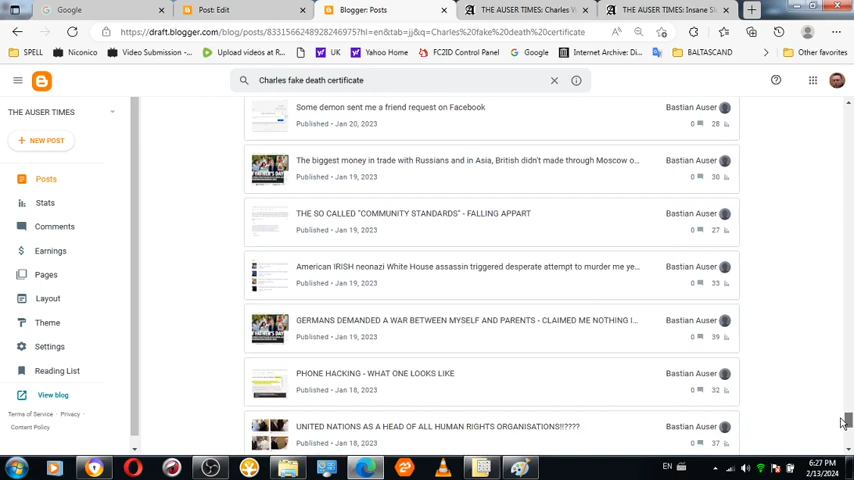 Google
Post: Edit
Blogger: Posts
THE AUSER TIMES: Charles W
THE AUSER TIMES: Insane S
https://draft.blogger.com/blog/posts/8331566248928246975?hl=en&tab=jj&q=Charles%20fake%20death%20certificate
SPELL
Niconico
Video Submission -...
Upload videos at R...
UK
Yahoo Home
FC2ID Control Panel
Google
Internet Archive: Di...
BALTASCAND
Other favorites
Charles fake death certificate
THE AUSER TIMES
NEW POST
Posts
Stats
Comments
Earnings
Pages
Layout
Theme
Settings
Reading List
View blog
Terms of Service • Privacy •
Content Policy
Some demon sent me a friend request on Facebook
Bastian Auser
Published • Jan 20, 2023
0 28
The biggest money in trade with Russians and in Asia, British didn't made through Moscow o...
Bastian Auser
Published • Jan 19, 2023
0 30
THE SO CALLED "COMMUNITY STANDARDS" - FALLING APPART
Bastian Auser
Published • Jan 19, 2023
0 27
American IRISH neonazi White House assassin triggered desperate attempt to murder me ye...
Bastian Auser
Published • Jan 19, 2023
0 33
GERMANS DEMANDED A WAR BETWEEN MYSELF AND PARENTS - CLAIMED ME NOTHING I...
Bastian Auser
Published • Jan 19, 2023
0 39
PHONE HACKING - WHAT ONE LOOKS LIKE
Bastian Auser
Published • Jan 18, 2023
0 32
UNITED NATIONS AS A HEAD OF ALL HUMAN RIGHTS ORGANISATIONS!!????
Bastian Auser
Published • Jan 18, 2023
0 37
EN
6:27 PM
2/13/2024